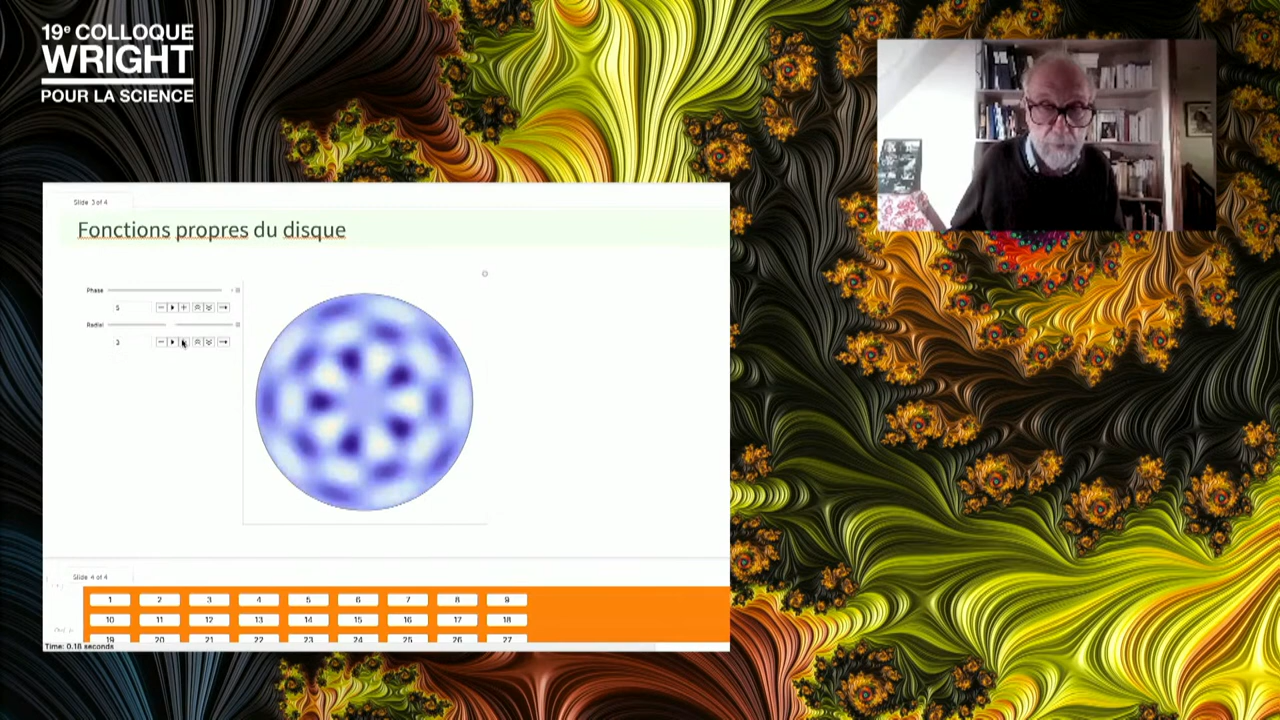 19e COLLOQUE
WRIGHT
POUR LA SCIENCE
Slide 3 of 4
Fonctions propres du disque
Phase
5
Radial
3
Slide 4 of 4
1 2 3 4 5 6 7 8 9
10 11 12 13 14 15 16 17 18
19 20 21 22 23 24 25 26 27
Time: 0.18 seconds